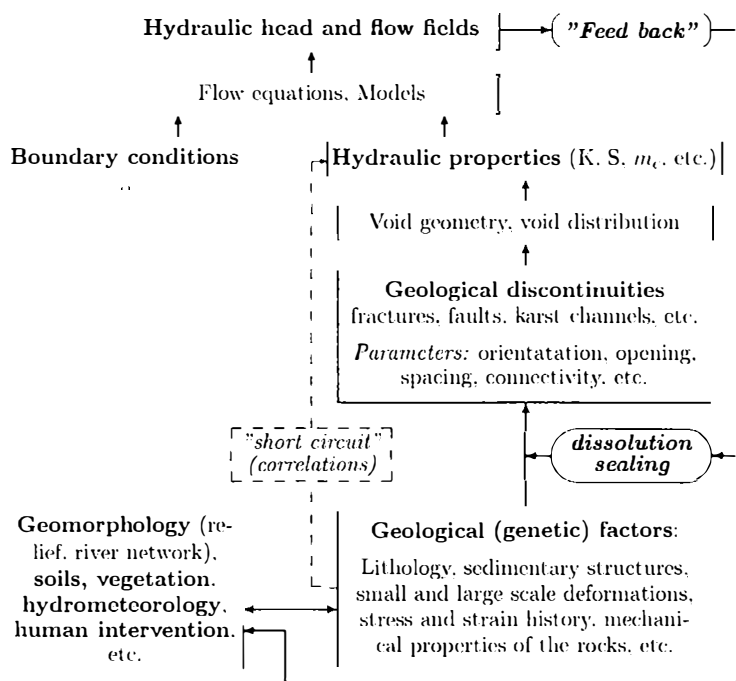 Hydraulic head and flow fields
"Feed back"
Flow equations, Models
Boundary conditions
Hydraulic properties (K. S, mc. etc.)
Void geometry, void distribution
Geological discontinuities
fractures, faults. karst channels, etc.
Parameters: orientatation, opening,
spacing, connectivity, etc.
"short circuit"
(correlations)
dissolution
sealing
Geomorphology (re-
lief. river network),
soils, vegetation.
hydrometeorology,
human intervention.
etc.
Geological (genetic) factors:
Lithology, sedimentary structures,
small and large scale deformations,
stress and strain history. mechani-
cal properties of the rocks, etc.